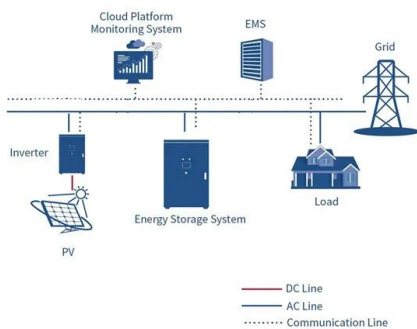 Cloud Platform
Monitoring System
EMS
Grid
Inverter
Energy Storage System
Load
PV
DC Line
AC Line
Communication Line